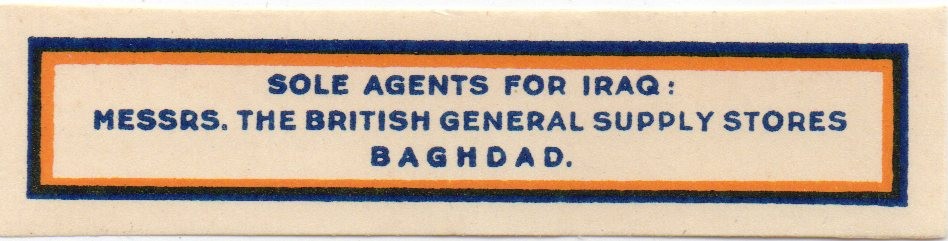 SOLE AGENTS FOR IRAQ:
MESSRS. THE BRITISH GENERAL SUPPLY STORES
BAGHDAD.